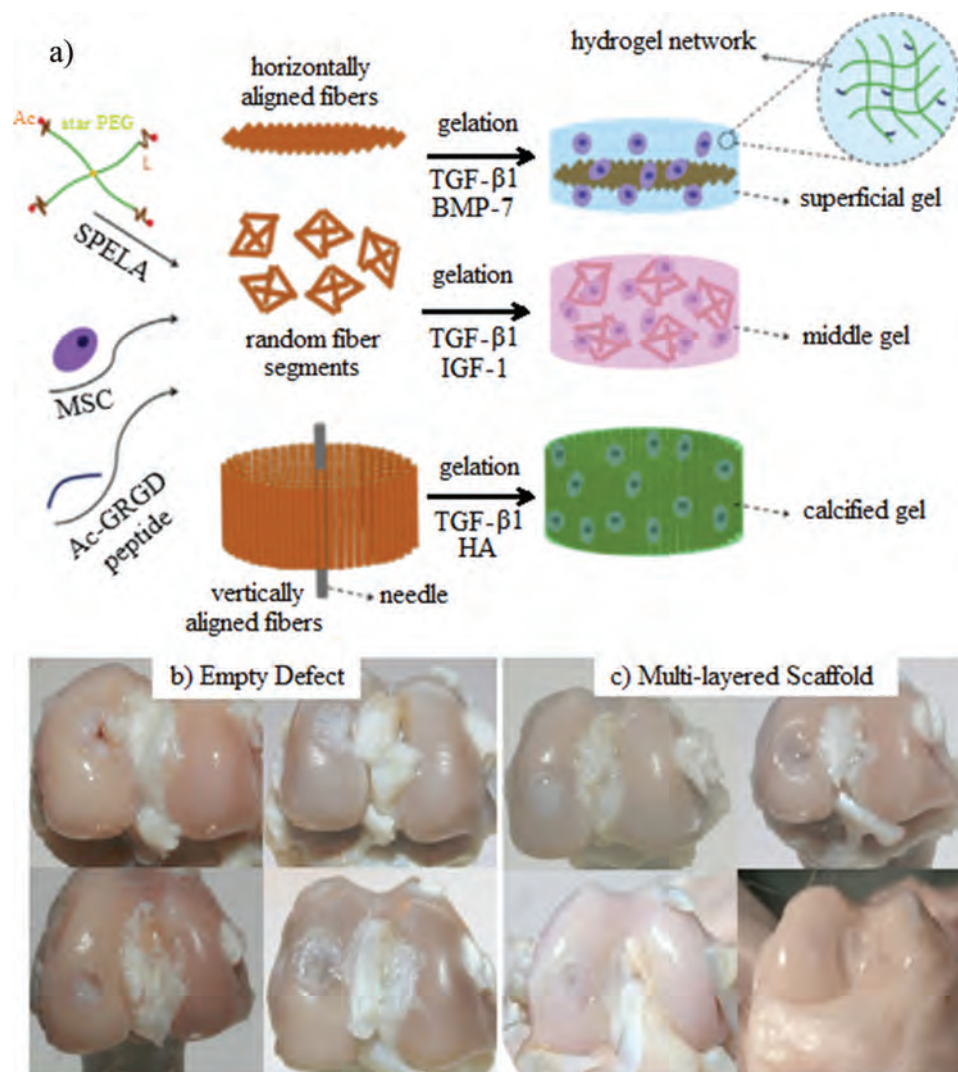 a)
hydrogel network
horizontally
aligned fibers
Ac
star PEG
L
gelation
TGF-β1
BMP-7
superficial gel
SPELA
gelation
MSC
random fiber
segments
TGF-β1
IGF-1
middle gel
Ac-GRGD
peptide
gelation
TGF-β1
HA
calcified gel
vertically
aligned fibers
needle
b) Empty Defect
c) Multi-layered Scaffold